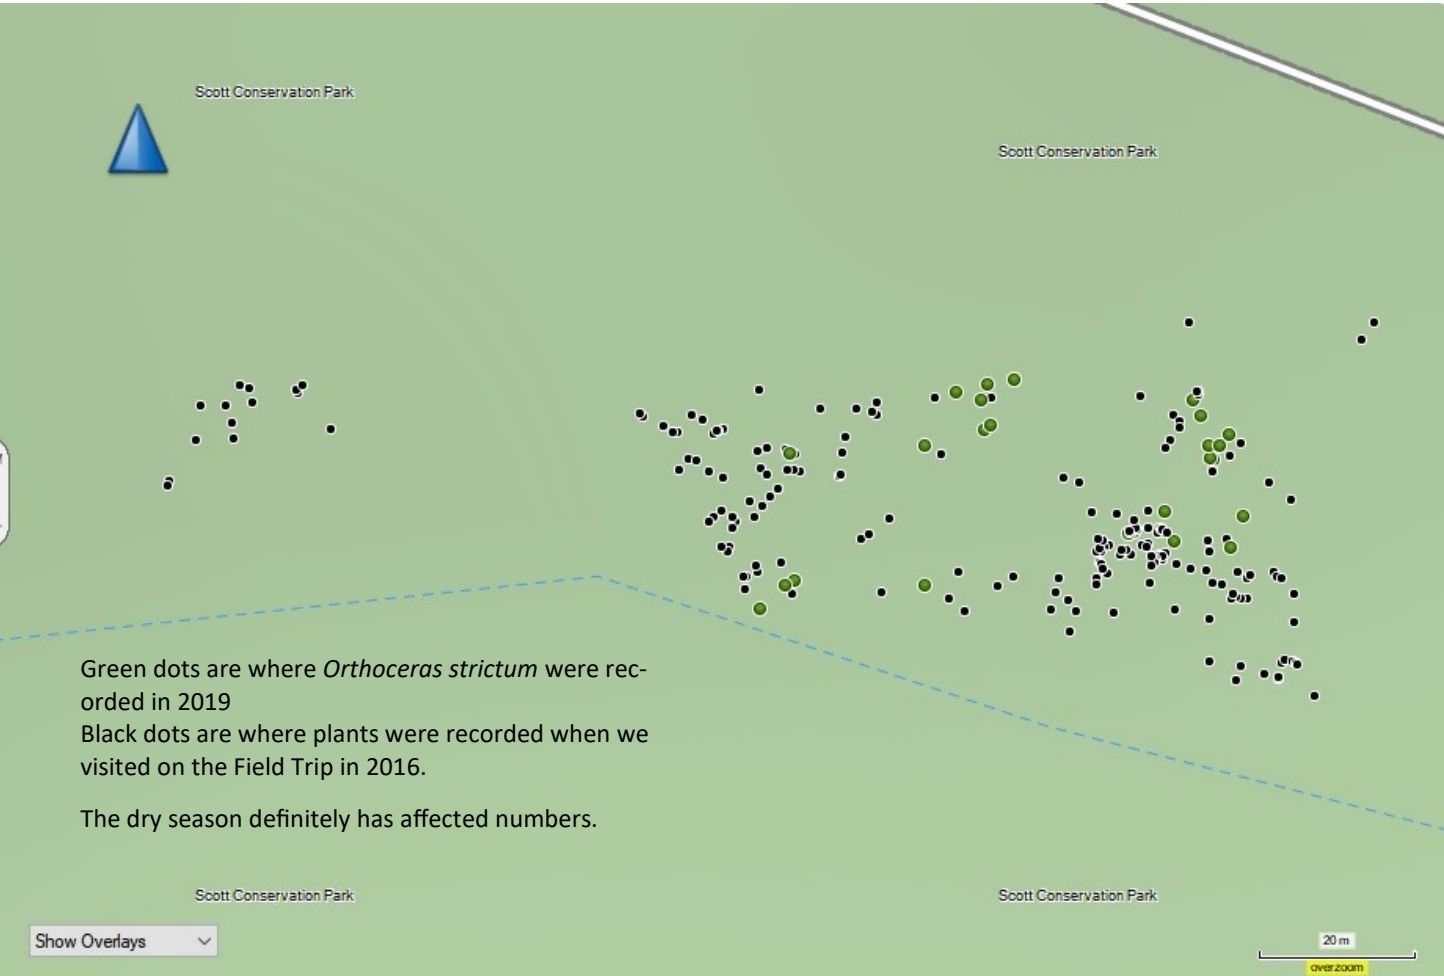 Scott Conservation Park
Scott Conservation Park
Green dots are where Orthoceras strictum were rec-
orded in 2019
Black dots are where plants were recorded when we
visited on the Field Trip in 2016.
The dry season definitely has affected numbers.
Scott Conservation Park
Scott Conservation Park
Show Overlays
20 m
overzoom